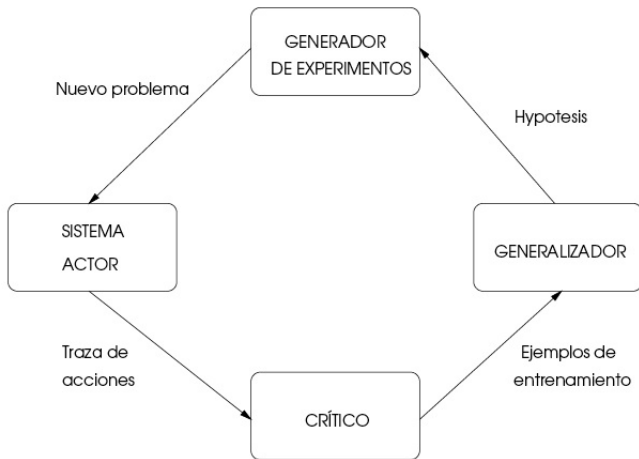 GENERADOR
DE EXPERIMENTOS
Nuevo problema
Hypotesis
SISTEMA
ACTOR
GENERALIZADOR
Traza de
acciones
Ejemplos de
entrenamiento
CRÍTICO